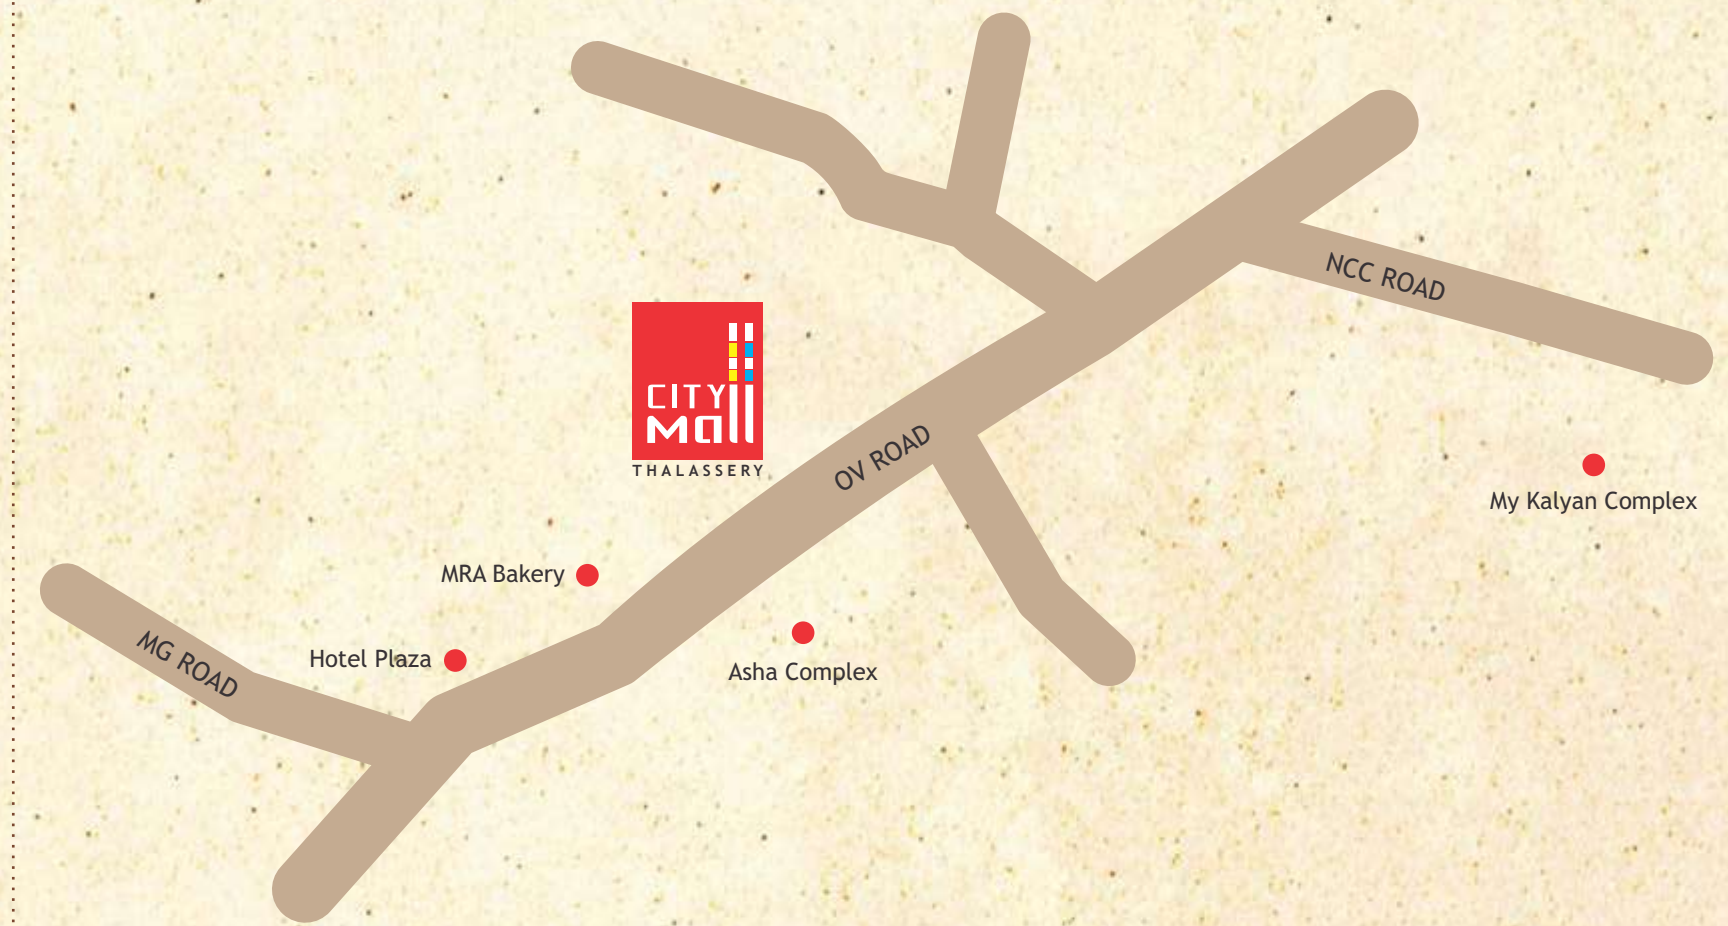 NCC ROAD
CITY
Mall
THALASSERY
OV ROAD
My Kalyan Complex
MRA Bakery
MG ROAD
Hotel Plaza
Asha Complex